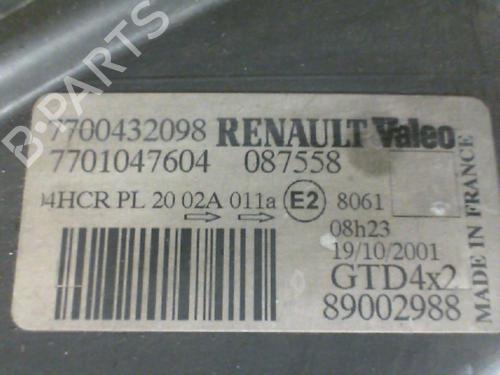 7700432098 RENAULT Valeo
7701047604 087558
04HCR PL 20 02A 011a E2 8061
08h23
19/10/2001
GTD4x2
89002988
MADE IN FRANCE
B-PARTS